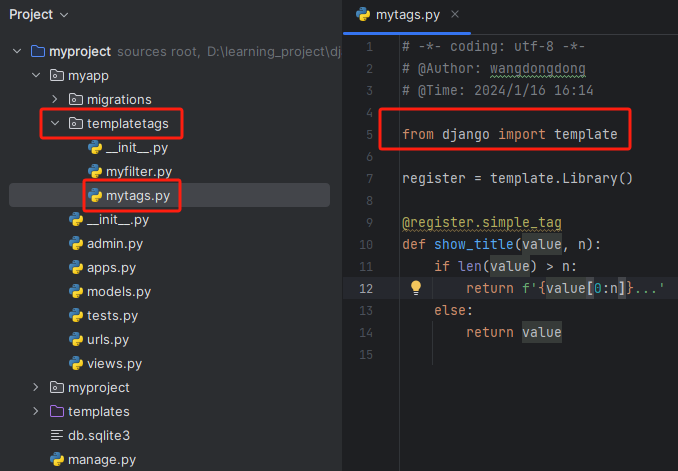 Project
myproject sources root, D:\learning_project\dj
myapp
migrations
templatetags
__init__.py
myfilter.py
mytags.py
__init__.py
admin.py
apps.py
models.py
tests.py
urls.py
views.py
myproject
templates
db.sqlite3
manage.py
mytags.py
1 # -*- coding: utf-8 -*-
2 # @Author: wangdongdong
3 # @Time: 2024/1/16 16:14
4
5 from django import template
6
7 register = template.Library()
8
9 @register.simple_tag
10 def show_title(value, n):
11     if len(value) > n:
12         return f'{value[0:n]}...'
13     else:
14         return value
15